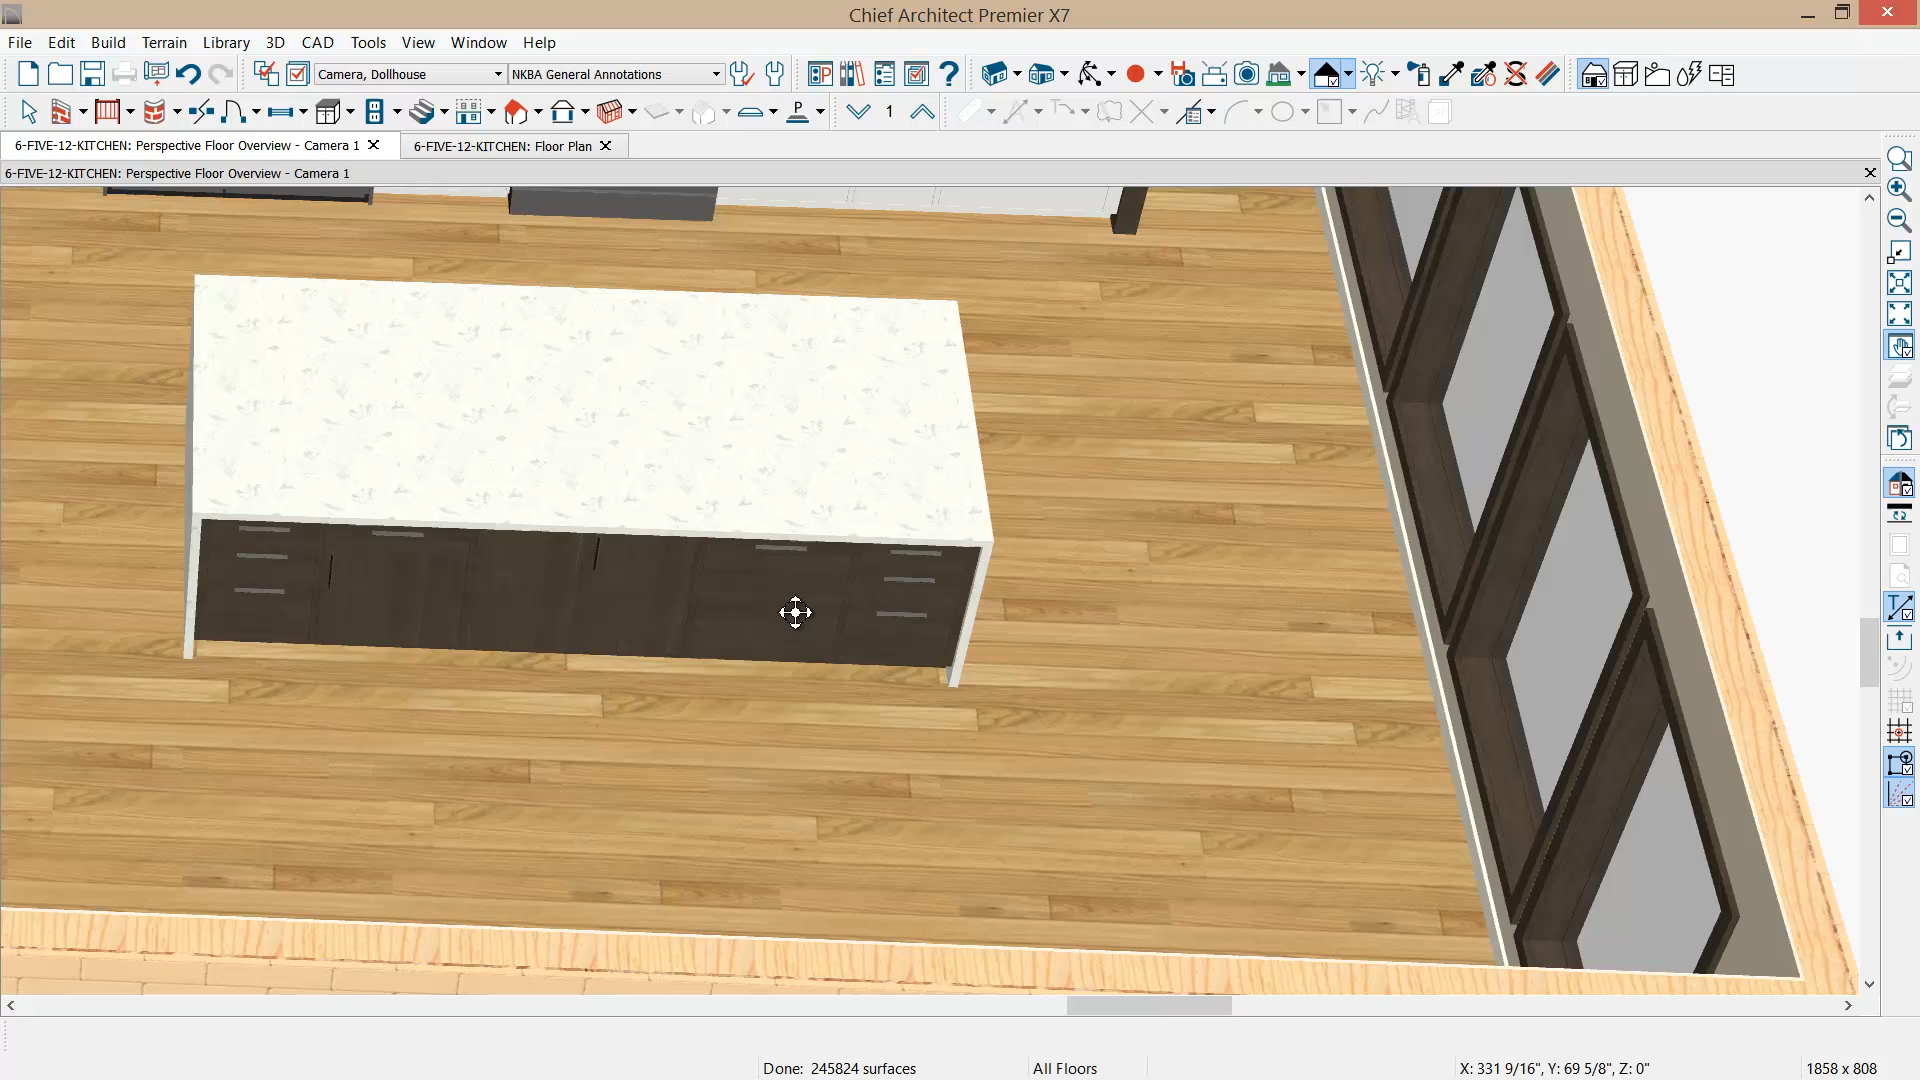 Chief Architect Premier X7
File Edit Build Terrain Library 3D CAD Tools View Window Help
Camera, Dollhouse NKBA General Annotations
1
6-FIVE-12-KITCHEN: Perspective Floor Overview - Camera 1 6-FIVE-12-KITCHEN: Floor Plan
6-FIVE-12-KITCHEN: Perspective Floor Overview - Camera 1
Done: 245824 surfaces All Floors X: 331 9/16", Y: 69 5/8", Z: 0" 1858 x 808